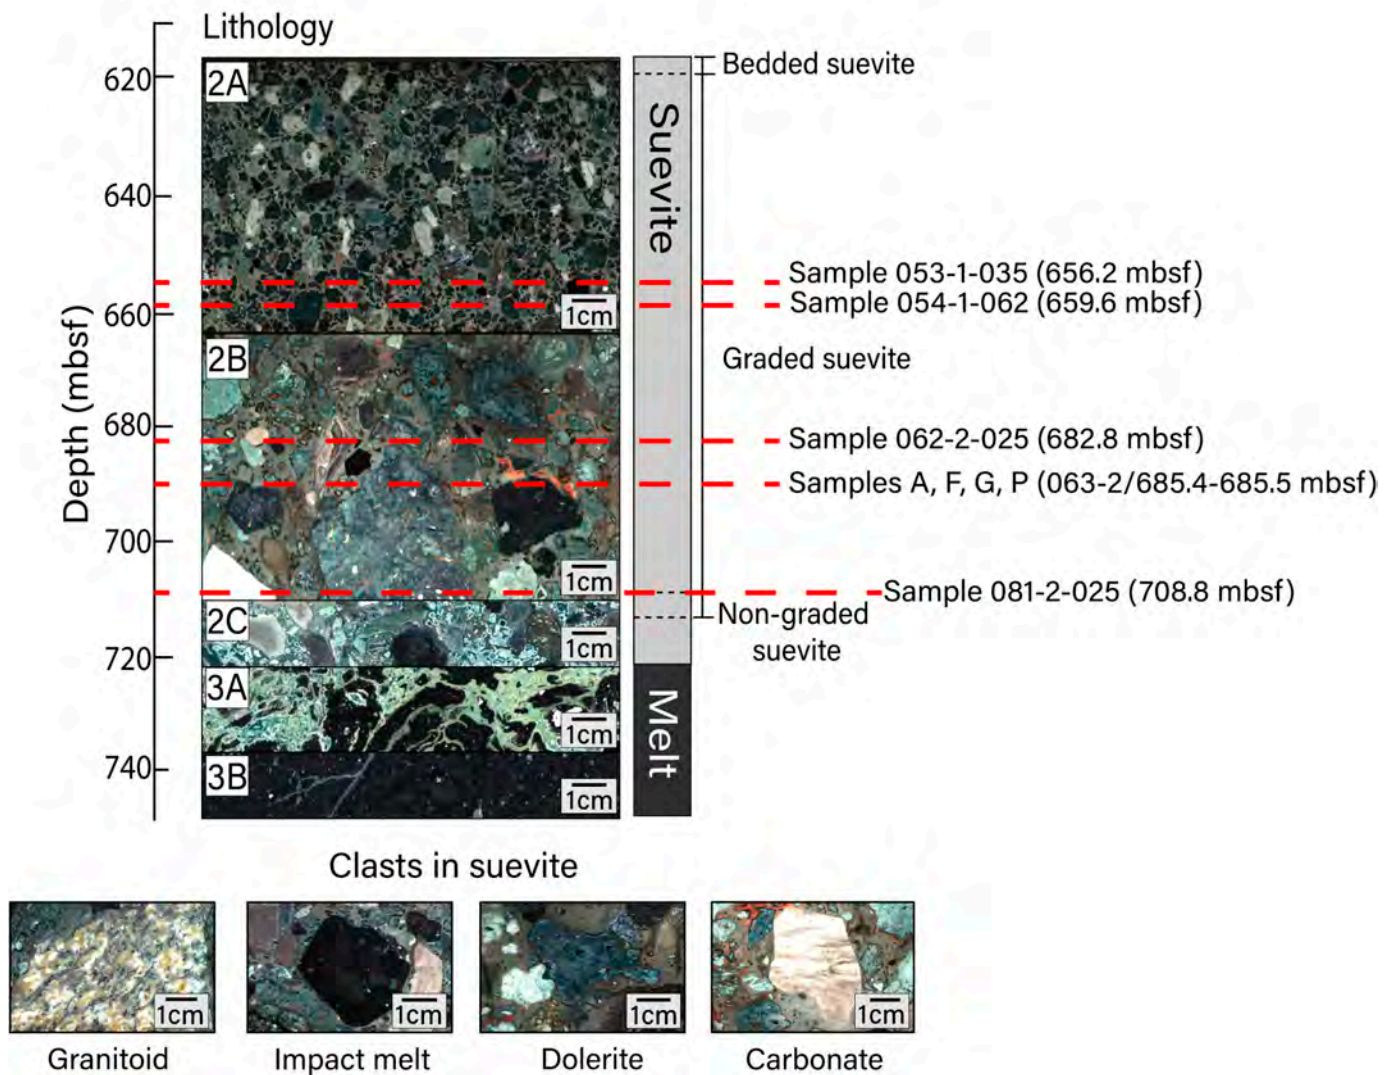 Lithology
Depth (mbsf)
620
640
660
680
700
720
740
2A
1cm
2B
1cm
2C
1cm
3A
1cm
3B
1cm
Suevite
Melt
Bedded suevite
Sample 053-1-035 (656.2 mbsf)
Sample 054-1-062 (659.6 mbsf)
Graded suevite
Sample 062-2-025 (682.8 mbsf)
Samples A, F, G, P (063-2/685.4-685.5 mbsf)
Sample 081-2-025 (708.8 mbsf)
Non-graded
suevite
Clasts in suevite
1cm
1cm
1cm
1cm
Granitoid
Impact melt
Dolerite
Carbonate